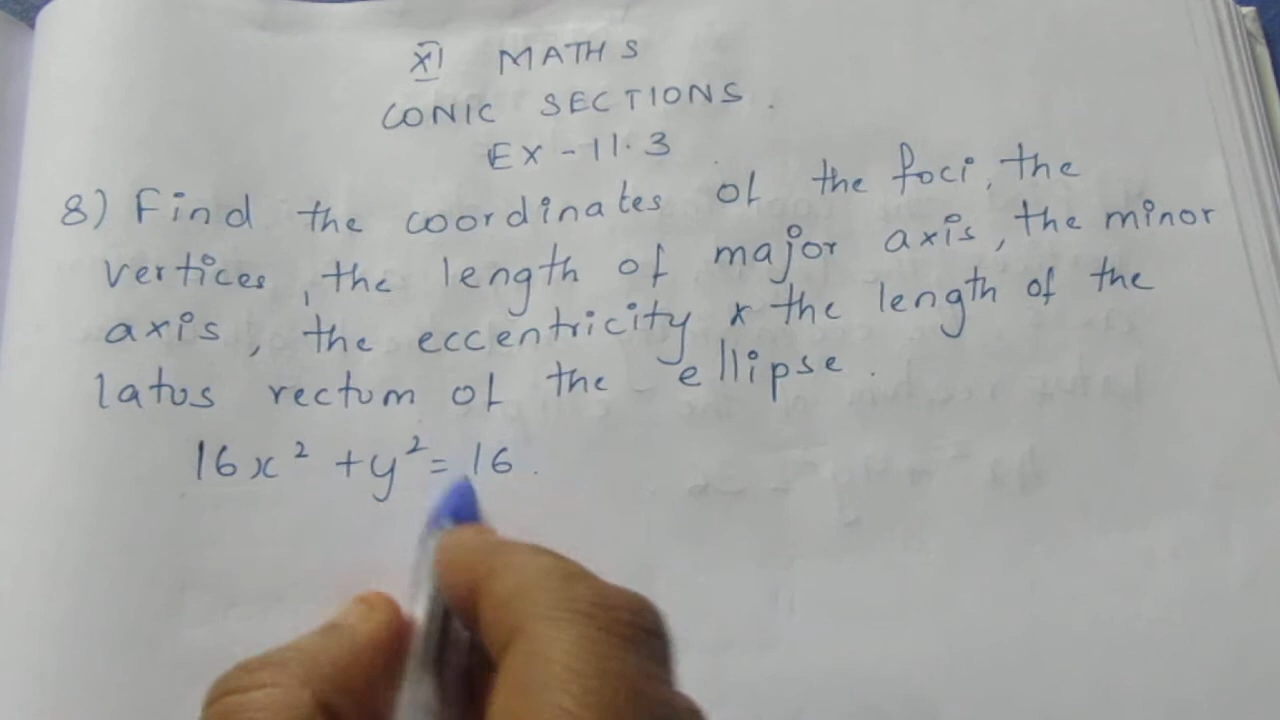 XI MATHS
CONIC SECTIONS.
EX - 11.3
8) Find the coordinates of the foci, the
vertices, the length of major axis, the minor
axis, the eccentricity & the length of the
latus rectum of the ellipse.
16x² + y² = 16.